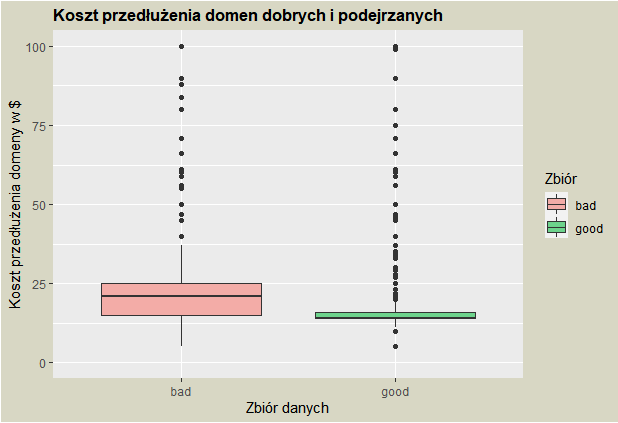 Koszt przedłużenia domen dobrych i podejrzanych
Koszt przedłużenia domeny w $
100
75
50
25
0
bad
good
Zbiór danych
Zbiór
bad
good